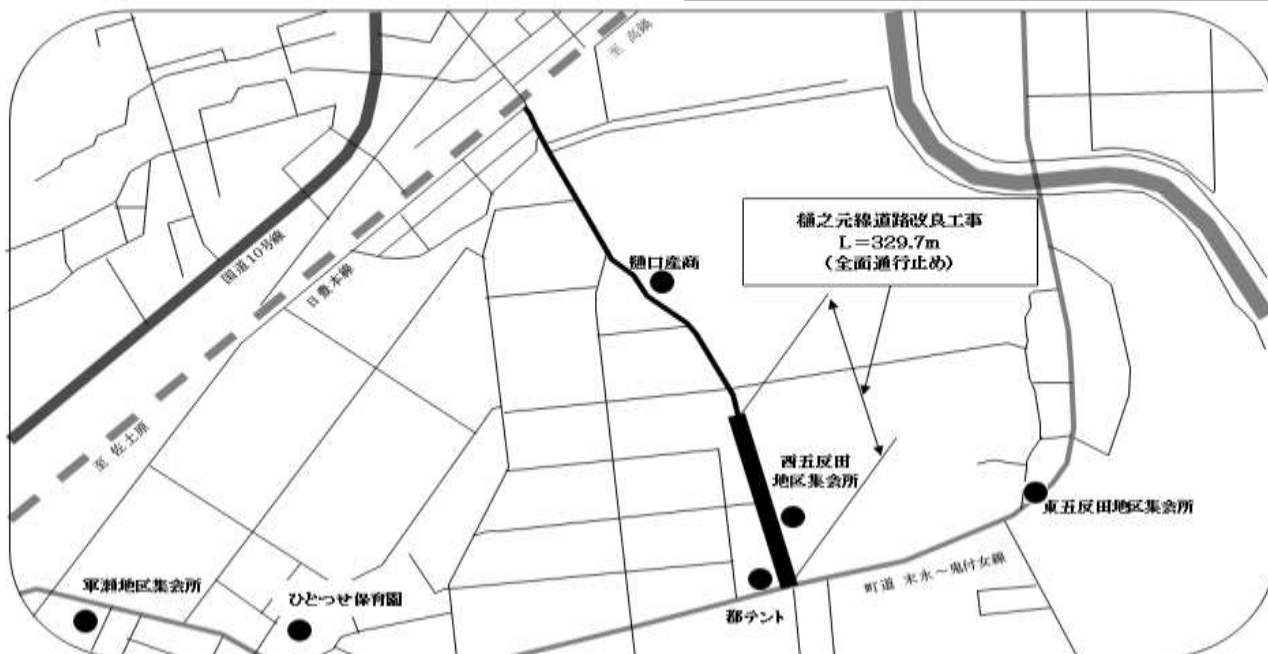 至 高鍋
樋之元線道路改良工事
L=329.7m
(全面通行止め)
国道10号線
日豊本線
樋口産商
至 佐土原
西五反田
地区集会所
東五反田地区集会所
町道 末永~鬼付女線
軍瀬地区集会所
ひとつせ保育園
都テント